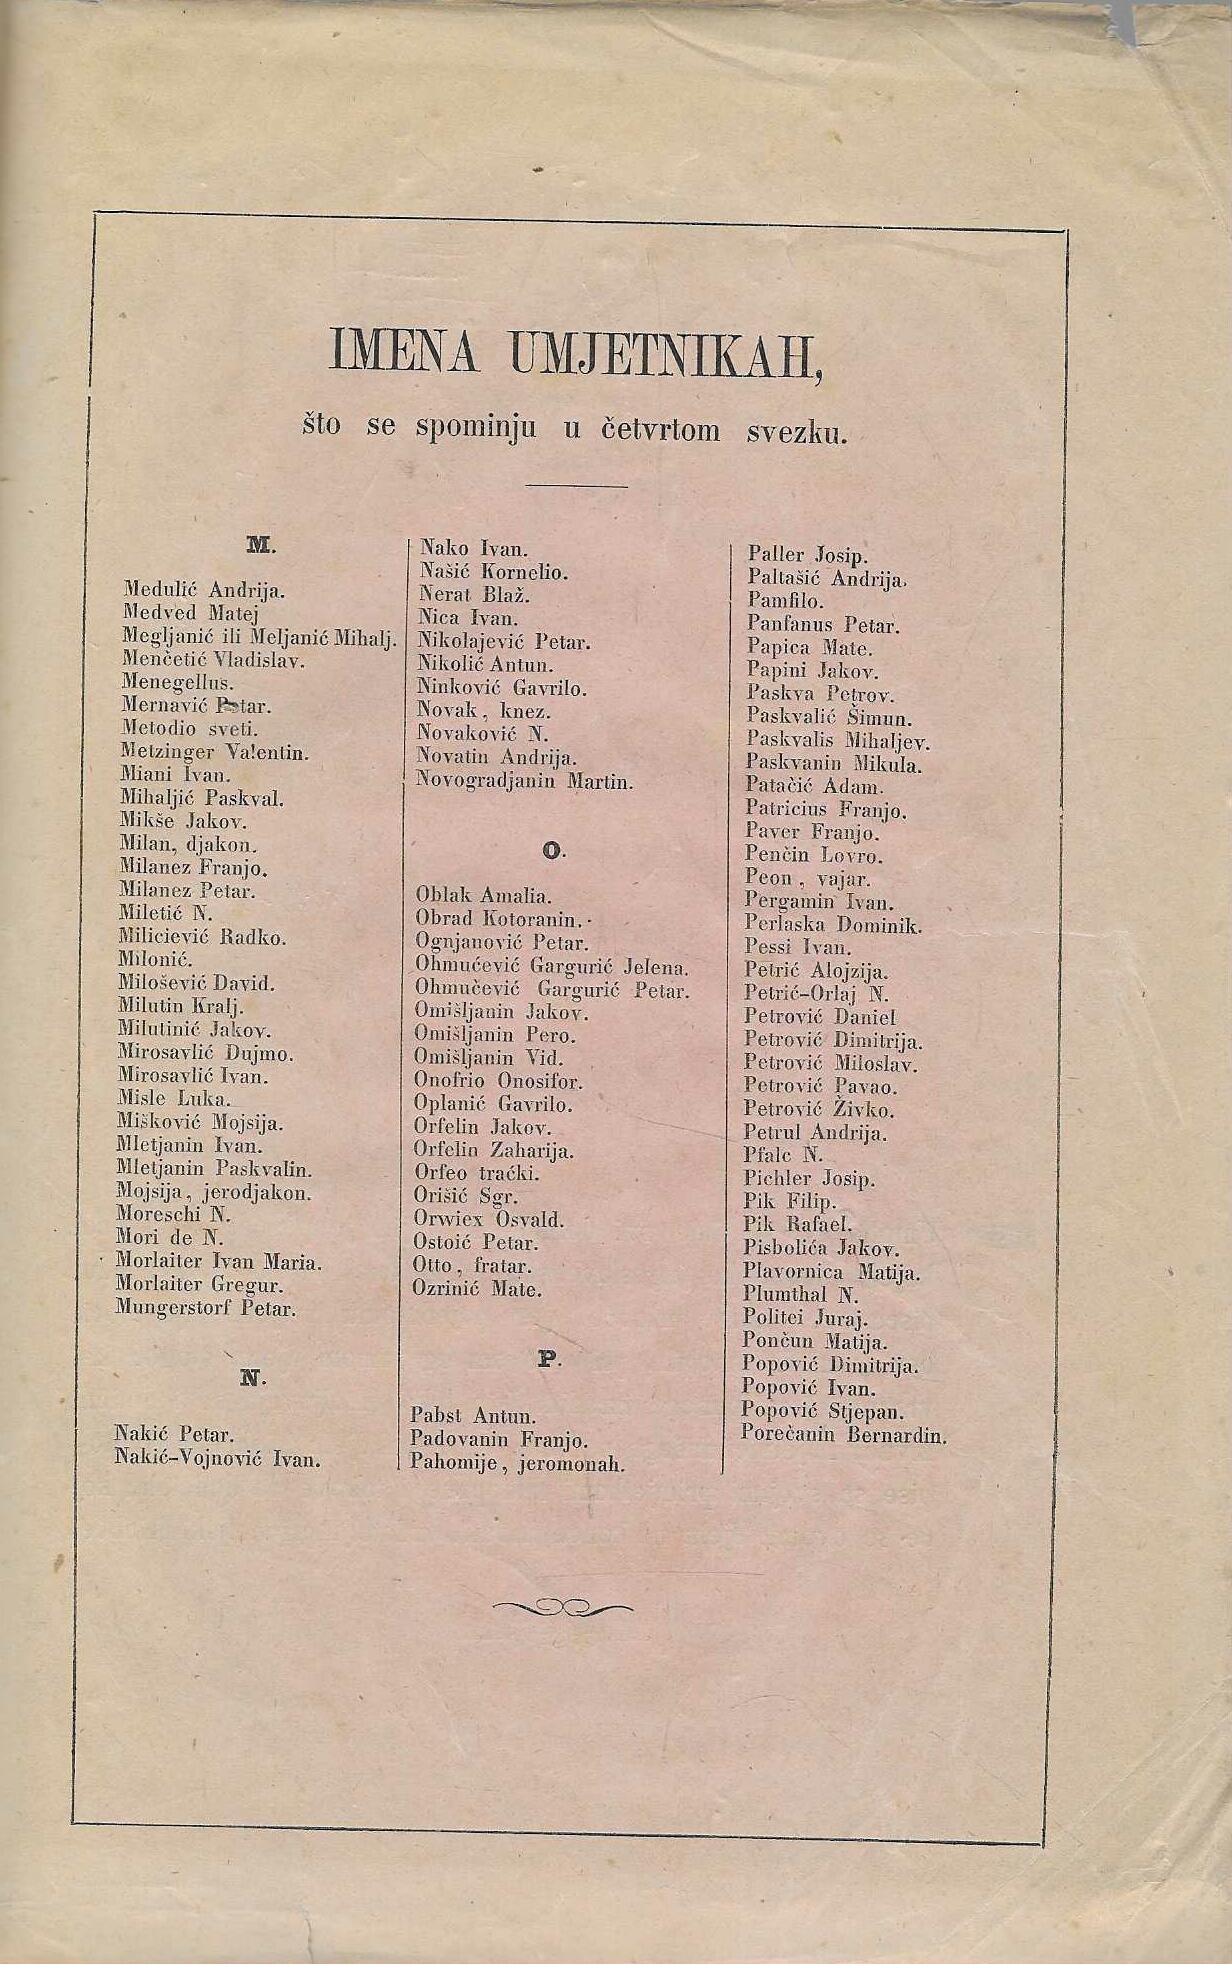 IMENA UMJETNIKAH,
što se spominju u četvrtom svezku.
M.
Medulić Andrija.
Medved Matej
Megljanić ili Meljanić Mihalj.
Menčetić Vladislav.
Menegellus.
Mernavić Petar.
Metodio sveti.
Metzinger Valentin.
Miani Ivan.
Mihaljić Paskval.
Mikše Jakov.
Milan, djakon.
Milanez Franjo.
Milanez Petar.
Miletić N.
Miliciević Radko.
Milonić.
Milošević David.
Milutin Kralj.
Milutinić Jakov.
Mirosavlić Dujmo.
Mirosavlić Ivan.
Misle Luka.
Mišković Mojsija.
Mletjanin Ivan.
Mletjanin Paskvalin.
Mojsija, jerodjakon.
Moreschi N.
Mori de N.
Morlaiter Ivan Maria.
Morlaiter Gregur.
Mungerstorf Petar.
N.
Nakić Petar.
Nakić-Vojnović Ivan.
Nako Ivan.
Našić Kornelio.
Nerat Blaž.
Nica Ivan.
Nikolajević Petar.
Nikolić Antun.
Ninković Gavrilo.
Novak, knez.
Novaković N.
Novatin Andrija.
Novogradjanin Martin.
O.
Oblak Amalia.
Obrad Kotoranin.
Ognjanović Petar.
Ohmućević Gargurić Jelena.
Ohmučević Gargurić Petar.
Omišljanin Jakov.
Omišljanin Pero.
Omišljanin Vid.
Onofrio Onosifor.
Oplanić Gavrilo.
Orfelin Jakov.
Orfelin Zaharija.
Orfeo traćki.
Orišić Sgr.
Orwiex Osvald.
Ostoić Petar.
Otto, fratar.
Ozrinić Mate.
P.
Pabst Antun.
Padovanin Franjo.
Pahomije, jeromonah.
Paller Josip.
Paltašić Andrija.
Pamfilo.
Panfanus Petar.
Papica Mate.
Papini Jakov.
Paskva Petrov.
Paskvalić Šimun.
Paskvalis Mihaljev.
Paskvanin Mikula.
Patačić Adam.
Patricius Franjo.
Paver Franjo.
Penčin Lovro.
Peon, vajar.
Pergamin Ivan.
Perlaska Dominik.
Pessi Ivan.
Petrić Alojzija.
Petrić-Orlaj N.
Petrović Daniel
Petrović Dimitrija.
Petrović Miloslav.
Petrović Pavao.
Petrović Živko.
Petrul Andrija.
Pfalc N.
Pichler Josip.
Pik Filip.
Pik Rafael.
Pisbolića Jakov.
Plavornica Matija.
Plumthal N.
Politei Juraj.
Pončun Matija.
Popović Dimitrija.
Popović Ivan.
Popović Stjepan.
Porečanin Bernardin.